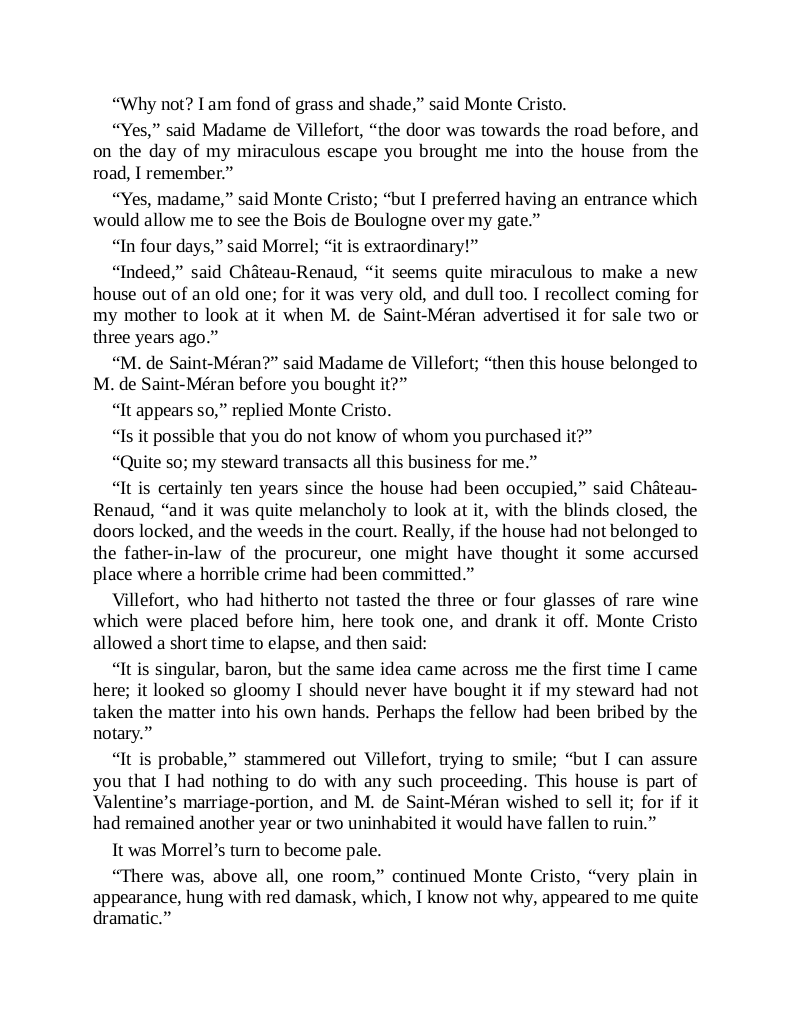 “Why not? I am fond of grass and shade,” said Monte Cristo.
“Yes,” said Madame de Villefort, “the door was towards the road before, and
on the day of my miraculous escape you brought me into the house from the
road, I remember.”
“Yes, madame,” said Monte Cristo; “but I preferred having an entrance which
would allow me to see the Bois de Boulogne over my gate.”
“In four days,” said Morrel; “it is extraordinary!”
“Indeed,” said Château-Renaud, “it seems quite miraculous to make a new
house out of an old one; for it was very old, and dull too. I recollect coming for
my mother to look at it when M. de Saint-Méran advertised it for sale two or
three years ago.”
“M. de Saint-Méran?” said Madame de Villefort; “then this house belonged to
M. de Saint-Méran before you bought it?”
“It appears so,” replied Monte Cristo.
“Is it possible that you do not know of whom you purchased it?”
“Quite so; my steward transacts all this business for me.”
“It is certainly ten years since the house had been occupied,” said Château-
Renaud, “and it was quite melancholy to look at it, with the blinds closed, the
doors locked, and the weeds in the court. Really, if the house had not belonged to
the father-in-law of the procureur, one might have thought it some accursed
place where a horrible crime had been committed.”
Villefort, who had hitherto not tasted the three or four glasses of rare wine
which were placed before him, here took one, and drank it off. Monte Cristo
allowed a short time to elapse, and then said:
“It is singular, baron, but the same idea came across me the first time I came
here; it looked so gloomy I should never have bought it if my steward had not
taken the matter into his own hands. Perhaps the fellow had been bribed by the
notary.”
“It is probable,” stammered out Villefort, trying to smile; “but I can assure
you that I had nothing to do with any such proceeding. This house is part of
Valentine’s marriage-portion, and M. de Saint-Méran wished to sell it; for if it
had remained another year or two uninhabited it would have fallen to ruin.”
It was Morrel’s turn to become pale.
“There was, above all, one room,” continued Monte Cristo, “very plain in
appearance, hung with red damask, which, I know not why, appeared to me quite
dramatic.”